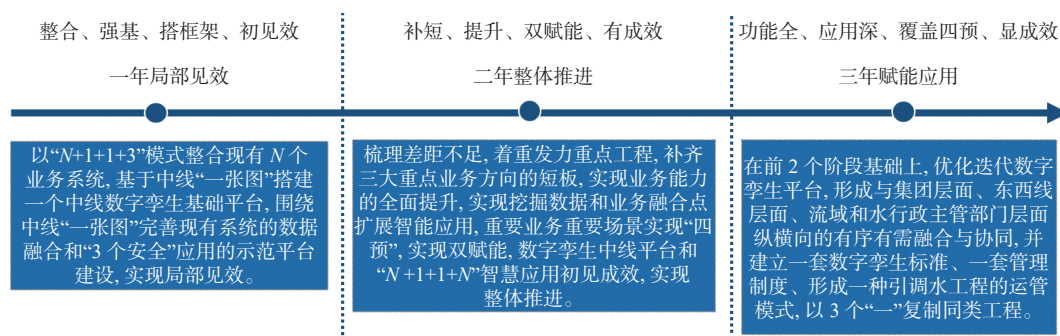 整合、强基、搭框架、初见效
一年局部见效
以“N+1+1+3”模式整合现有 N 个
业务系统, 基于中线“一张图”搭建
一个中线数字孪生基础平台, 围绕
中线“一张图”完善现有系统的数据
融合和“3 个安全”应用的示范平台
建设, 实现局部见效。
补短、提升、双赋能、有成效
二年整体推进
梳理差距不足, 着重发力重点工程, 补齐
三大重点业务方向的短板, 实现业务能力
的全面提升, 实现挖掘数据和业务融合点
扩展智能应用, 重要业务重要场景实现“四
预”, 实现双赋能, 数字孪生中线平台和
“N +1+1+N”智慧应用初见成效, 实现
整体推进。
功能全、应用深、覆盖四预、显成效
三年赋能应用
在前 2 个阶段基础上, 优化迭代数字
孪生平台, 形成与集团层面、东西线
层面、流域和水行政主管部门层面
纵横向的有序有需融合与协同, 并
建立一套数字孪生标准、一套管理
制度、形成一种引调水工程的运管
模式, 以 3 个“一”复制同类工程。